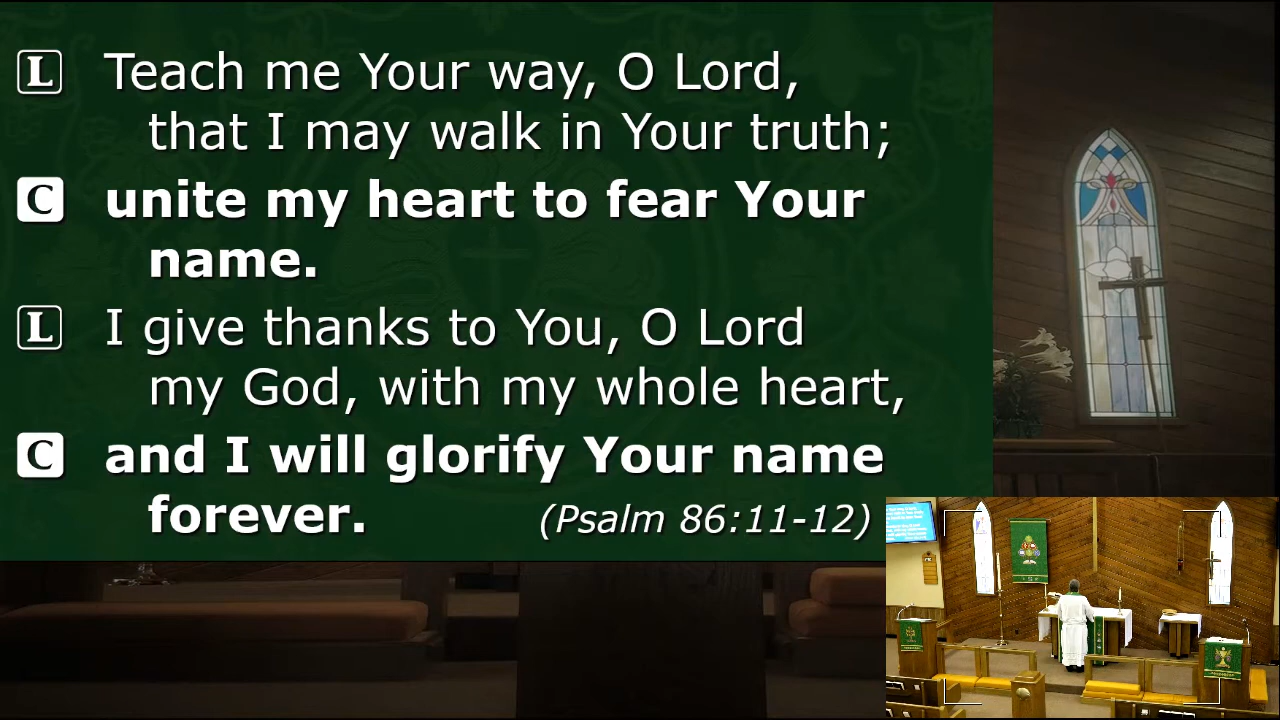 L Teach me Your way, O Lord,
that I may walk in Your truth;
C unite my heart to fear Your
name.
L I give thanks to You, O Lord
my God, with my whole heart,
C and I will glorify Your name
forever. (Psalm 86:11-12)